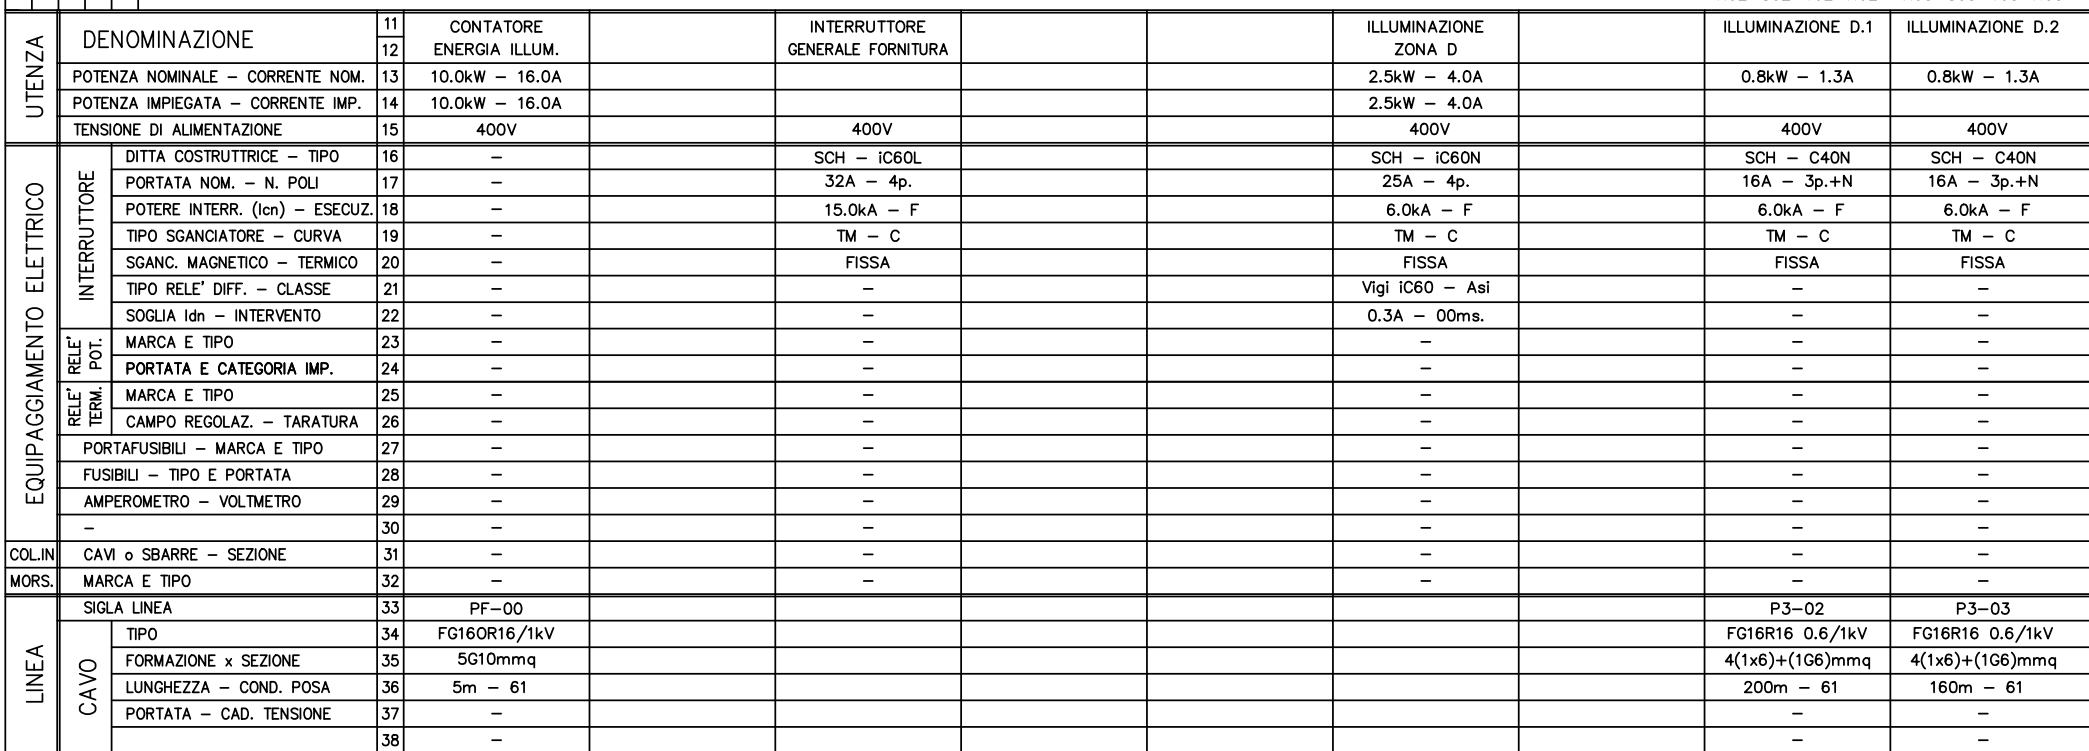 UTENZA
DENOMINAZIONE 11 CONTATORE INTERRUTTORE ILLUMINAZIONE ILLUMINAZIONE D.1 ILLUMINAZIONE D.2
12 ENERGIA ILLUM. GENERALE FORNITURA ZONA D
POTENZA NOMINALE – CORRENTE NOM. 13 10.0kW – 16.0A 2.5kW – 4.0A 0.8kW – 1.3A 0.8kW – 1.3A
POTENZA IMPIEGATA – CORRENTE IMP. 14 10.0kW – 16.0A 2.5kW – 4.0A
TENSIONE DI ALIMENTAZIONE 15 400V 400V 400V 400V 400V
EQUIPAGGIAMENTO ELETTRICO
INTERRUTTORE
DITTA COSTRUTTRICE – TIPO 16 – SCH – iC60L SCH – iC60N SCH – C40N SCH – C40N
PORTATA NOM. – N. POLI 17 – 32A – 4p. 25A – 4p. 16A – 3p.+N 16A – 3p.+N
POTERE INTERR. (Icn) – ESECUZ. 18 – 15.0kA – F 6.0kA – F 6.0kA – F 6.0kA – F
TIPO SGANCIATORE – CURVA 19 – TM – C TM – C TM – C TM – C
SGANC. MAGNETICO – TERMICO 20 – FISSA FISSA FISSA FISSA
TIPO RELE' DIFF. – CLASSE 21 – – Vigi iC60 – Asi – –
SOGLIA Idn – INTERVENTO 22 – – 0.3A – 00ms. – –
RELE' POT.
MARCA E TIPO 23 – – – – –
PORTATA E CATEGORIA IMP. 24 – – – – –
RELE' TERM.
MARCA E TIPO 25 – – – – –
CAMPO REGOLAZ. – TARATURA 26 – – – – –
PORTAFUSIBILI – MARCA E TIPO 27 – – – – –
FUSIBILI – TIPO E PORTATA 28 – – – – –
AMPEROMETRO – VOLTMETRO 29 – – – – –
– 30 – – – – –
COL.IN CAVI o SBARRE – SEZIONE 31 – – – – –
MORS. MARCA E TIPO 32 – – – – –
LINEA
SIGLA LINEA 33 PF–00 P3–02 P3–03
CAVO
TIPO 34 FG16OR16/1kV FG16R16 0.6/1kV FG16R16 0.6/1kV
FORMAZIONE x SEZIONE 35 5G10mmq 4(1x6)+(1G6)mmq 4(1x6)+(1G6)mmq
LUNGHEZZA – COND. POSA 36 5m – 61 200m – 61 160m – 61
PORTATA – CAD. TENSIONE 37 – – –
38 – – –